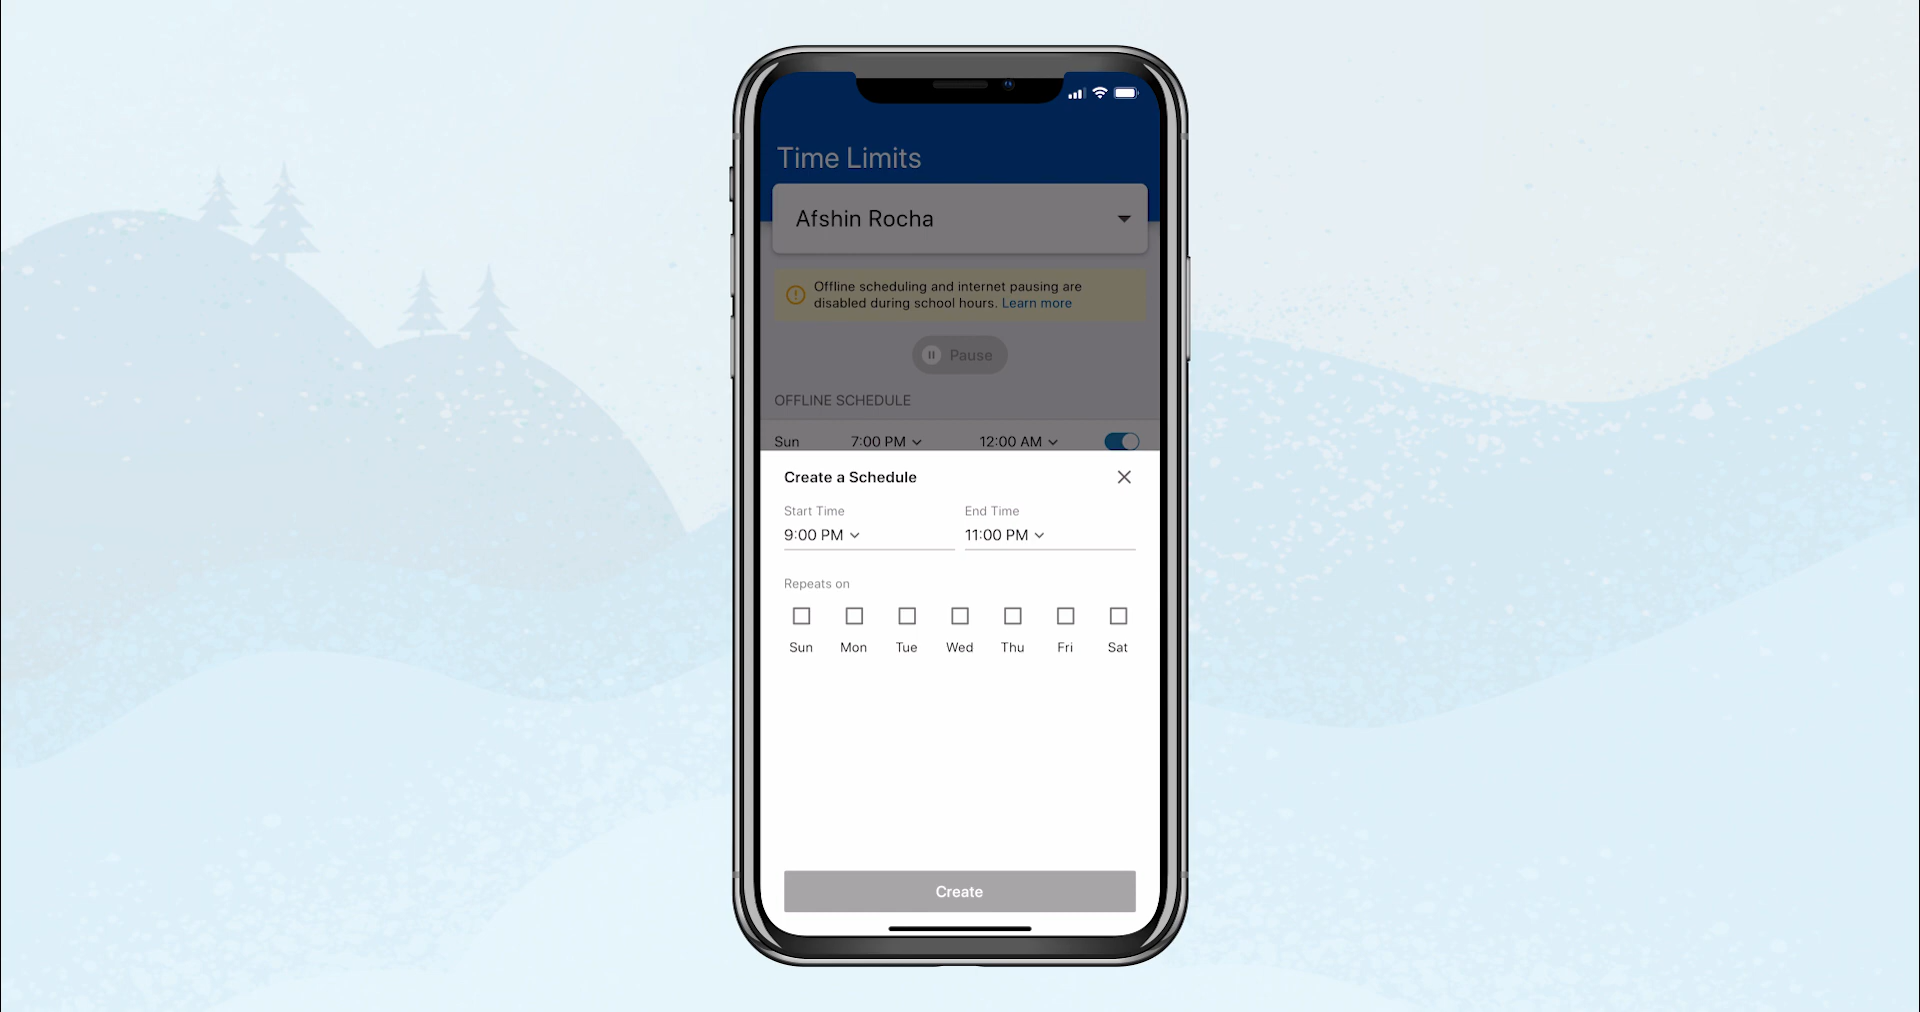 Time Limits
Afshin Rocha
Offline scheduling and internet pausing are
disabled during school hours. Learn more
Pause
OFFLINE SCHEDULE
Sun 7:00 PM 12:00 AM
Create a Schedule
Start Time End Time
9:00 PM 11:00 PM
Repeats on
Sun Mon Tue Wed Thu Fri Sat
Create